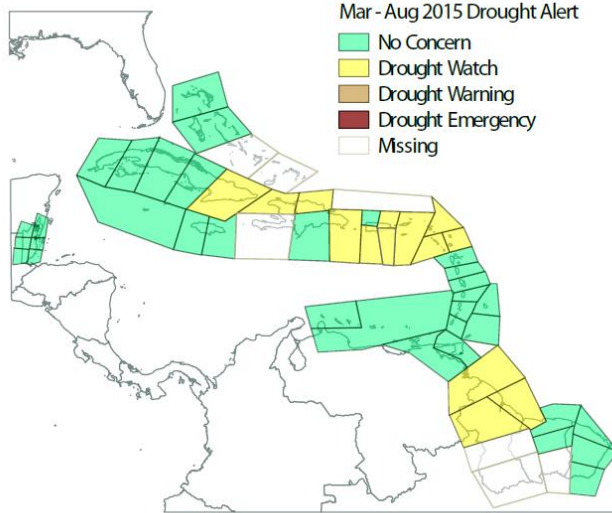 Mar - Aug 2015 Drought Alert
No Concern
Drought Watch
Drought Warning
Drought Emergency
Missing